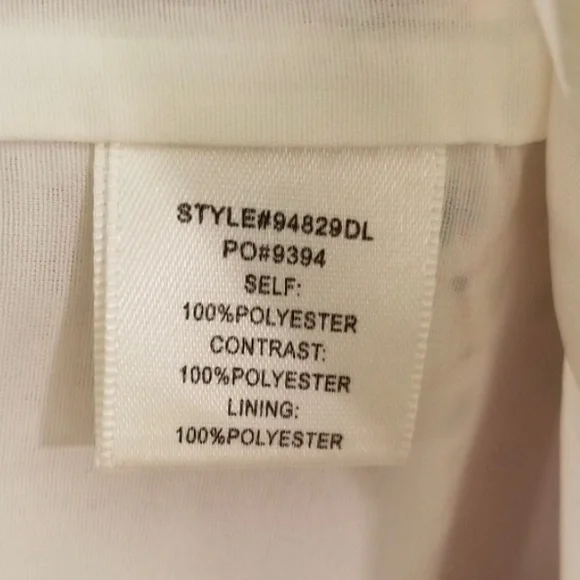 STYLE#94829DL
PO#9394
SELF:
100%POLYESTER
CONTRAST:
100%POLYESTER
LINING:
100%POLYESTER